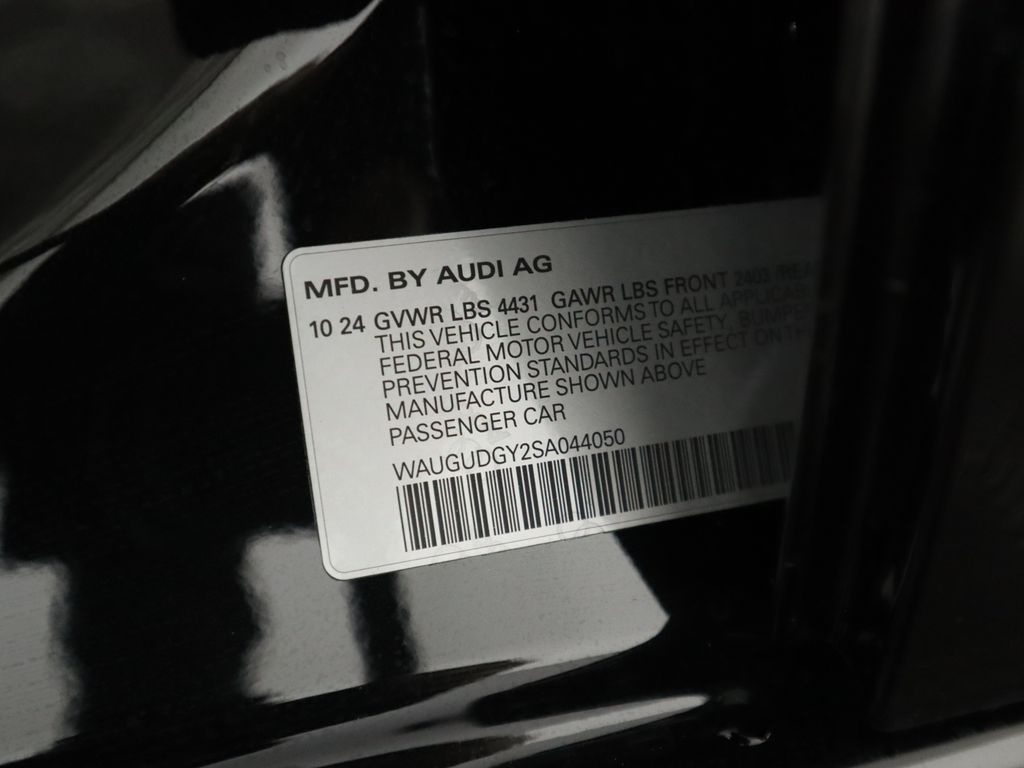 MFD. BY AUDI AG
10 24 GVWR LBS 4431 GAWR LBS FRONT 2403
THIS VEHICLE CONFORMS TO ALL
FEDERAL MOTOR VEHICLE SAFETY,
PREVENTION STANDARDS IN EFFECT ON
MANUFACTURE SHOWN ABOVE
PASSENGER CAR
WAUGUDGY2SA044050